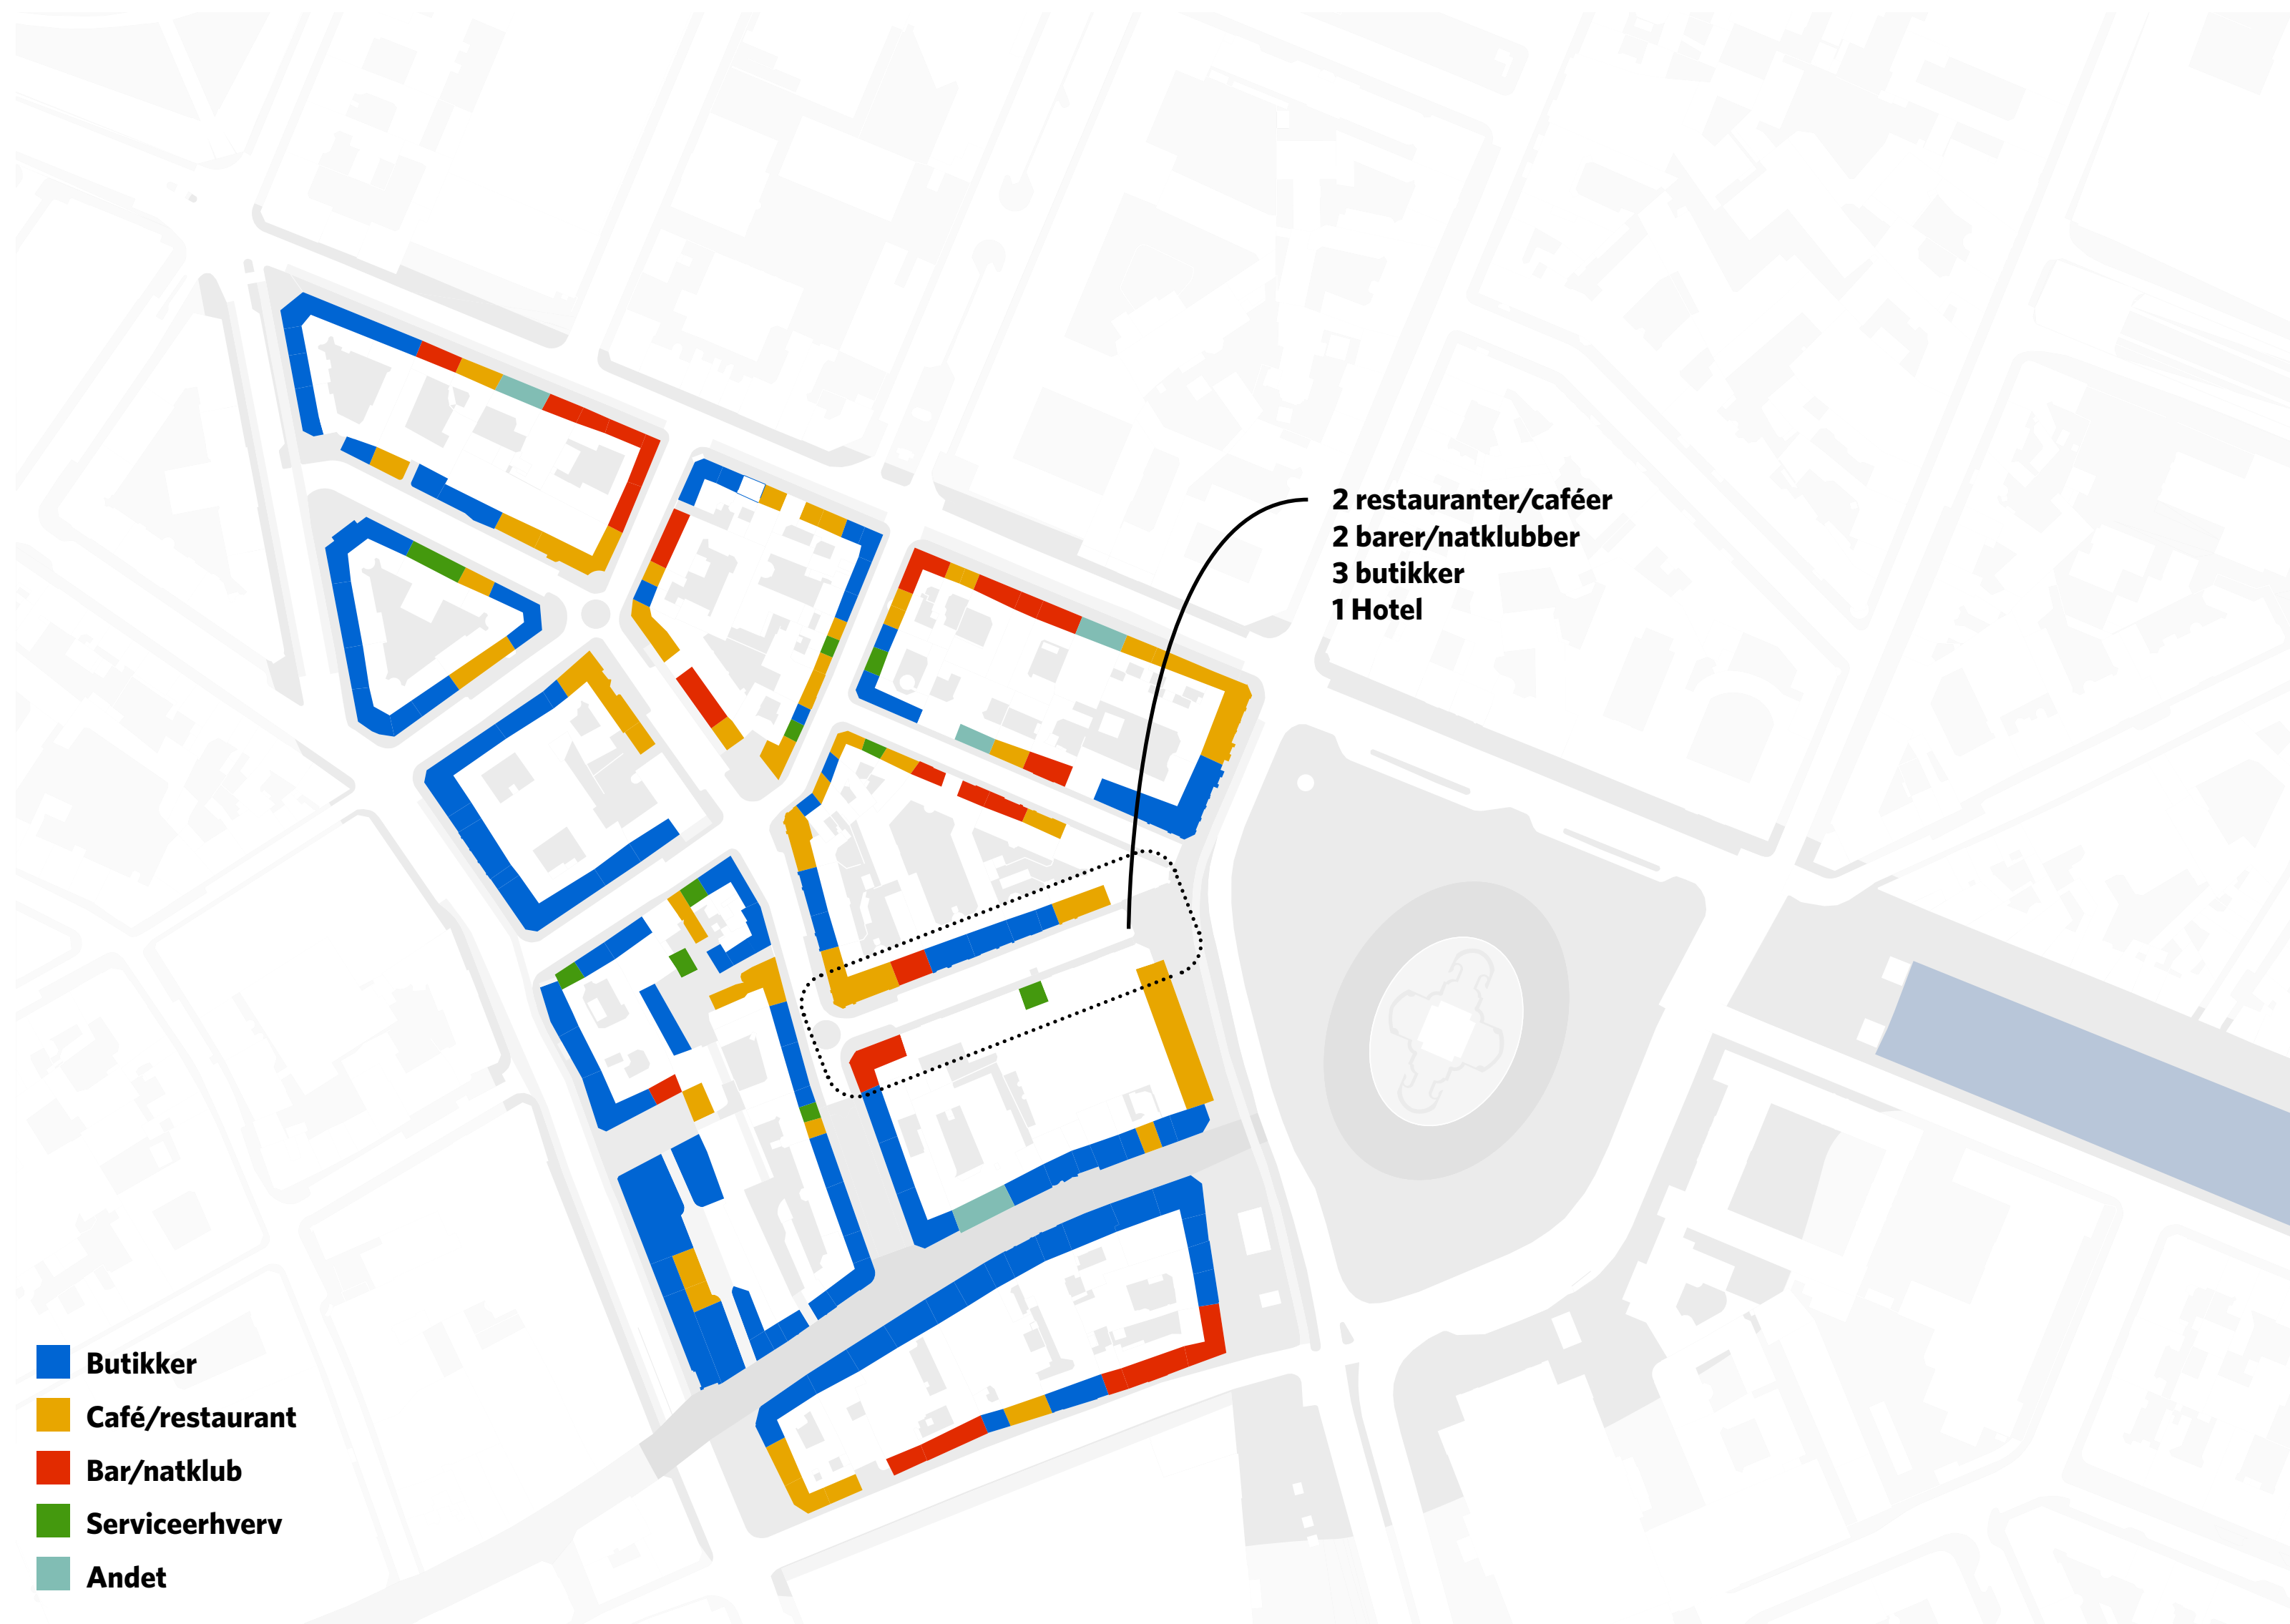 2 restauranter/caféer
2 barer/natklubber
3 butikker
1 Hotel
Butikker
Café/restaurant
Bar/natklub
Serviceerhverv
Andet